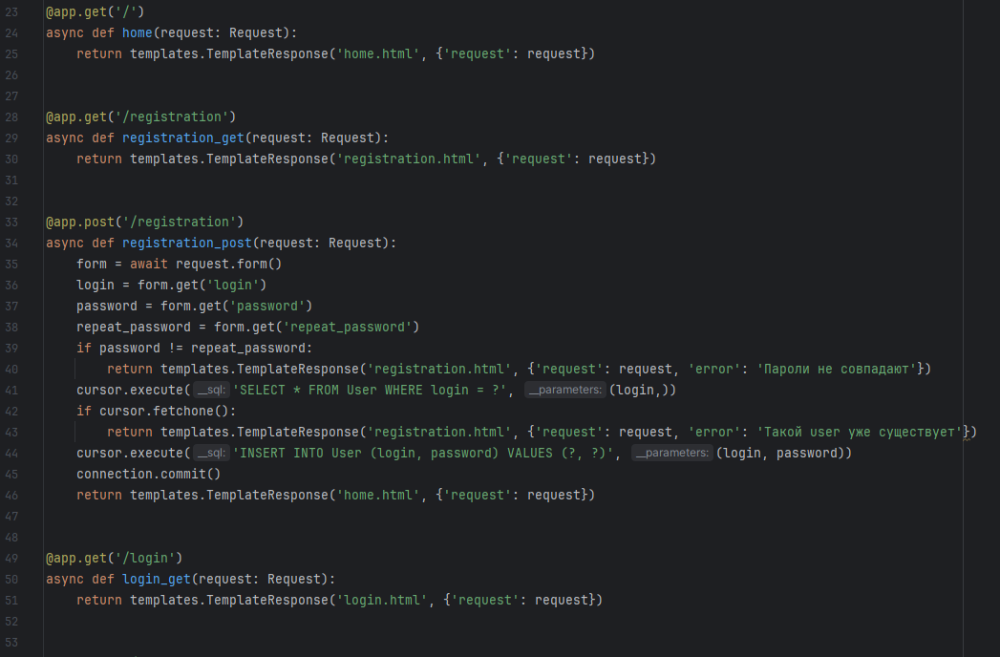 23 @app.get('/')
24 async def home(request: Request):
25     return templates.TemplateResponse('home.html', {'request': request})
26
27
28 @app.get('/registration')
29 async def registration_get(request: Request):
30     return templates.TemplateResponse('registration.html', {'request': request})
31
32
33 @app.post('/registration')
34 async def registration_post(request: Request):
35     form = await request.form()
36     login = form.get('login')
37     password = form.get('password')
38     repeat_password = form.get('repeat_password')
39     if password != repeat_password:
40         return templates.TemplateResponse('registration.html', {'request': request, 'error': 'Пароли не совпадают'})
41     cursor.execute( __sql: 'SELECT * FROM User WHERE login = ?', __parameters: (login,))
42     if cursor.fetchone():
43         return templates.TemplateResponse('registration.html', {'request': request, 'error': 'Такой user уже существует'})
44     cursor.execute( __sql: 'INSERT INTO User (login, password) VALUES (?, ?)', __parameters: (login, password))
45     connection.commit()
46     return templates.TemplateResponse('home.html', {'request': request})
47
48
49 @app.get('/login')
50 async def login_get(request: Request):
51     return templates.TemplateResponse('login.html', {'request': request})
52
53